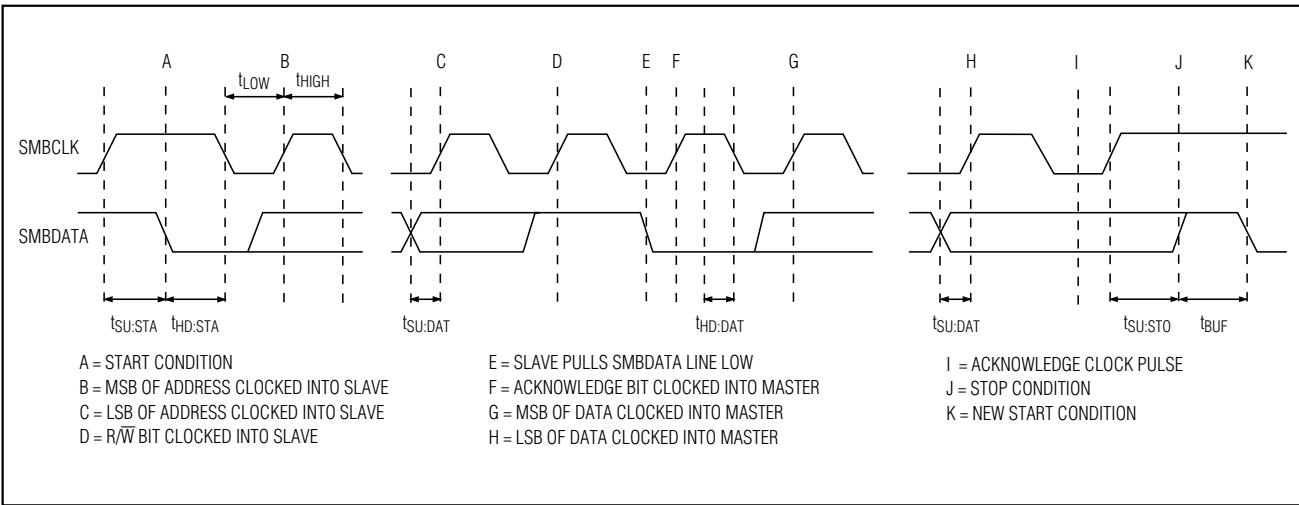 A B C D E F G H I J K
tLOW tHIGH
SMBCLK
SMBDATA
tSU:STA tHD:STA tSU:DAT tHD:DAT tSU:DAT tSU:STO tBUF
A = START CONDITION
B = MSB OF ADDRESS CLOCKED INTO SLAVE
C = LSB OF ADDRESS CLOCKED INTO SLAVE
D = R/W̅ BIT CLOCKED INTO SLAVE
E = SLAVE PULLS SMBDATA LINE LOW
F = ACKNOWLEDGE BIT CLOCKED INTO MASTER
G = MSB OF DATA CLOCKED INTO MASTER
H = LSB OF DATA CLOCKED INTO MASTER
I = ACKNOWLEDGE CLOCK PULSE
J = STOP CONDITION
K = NEW START CONDITION